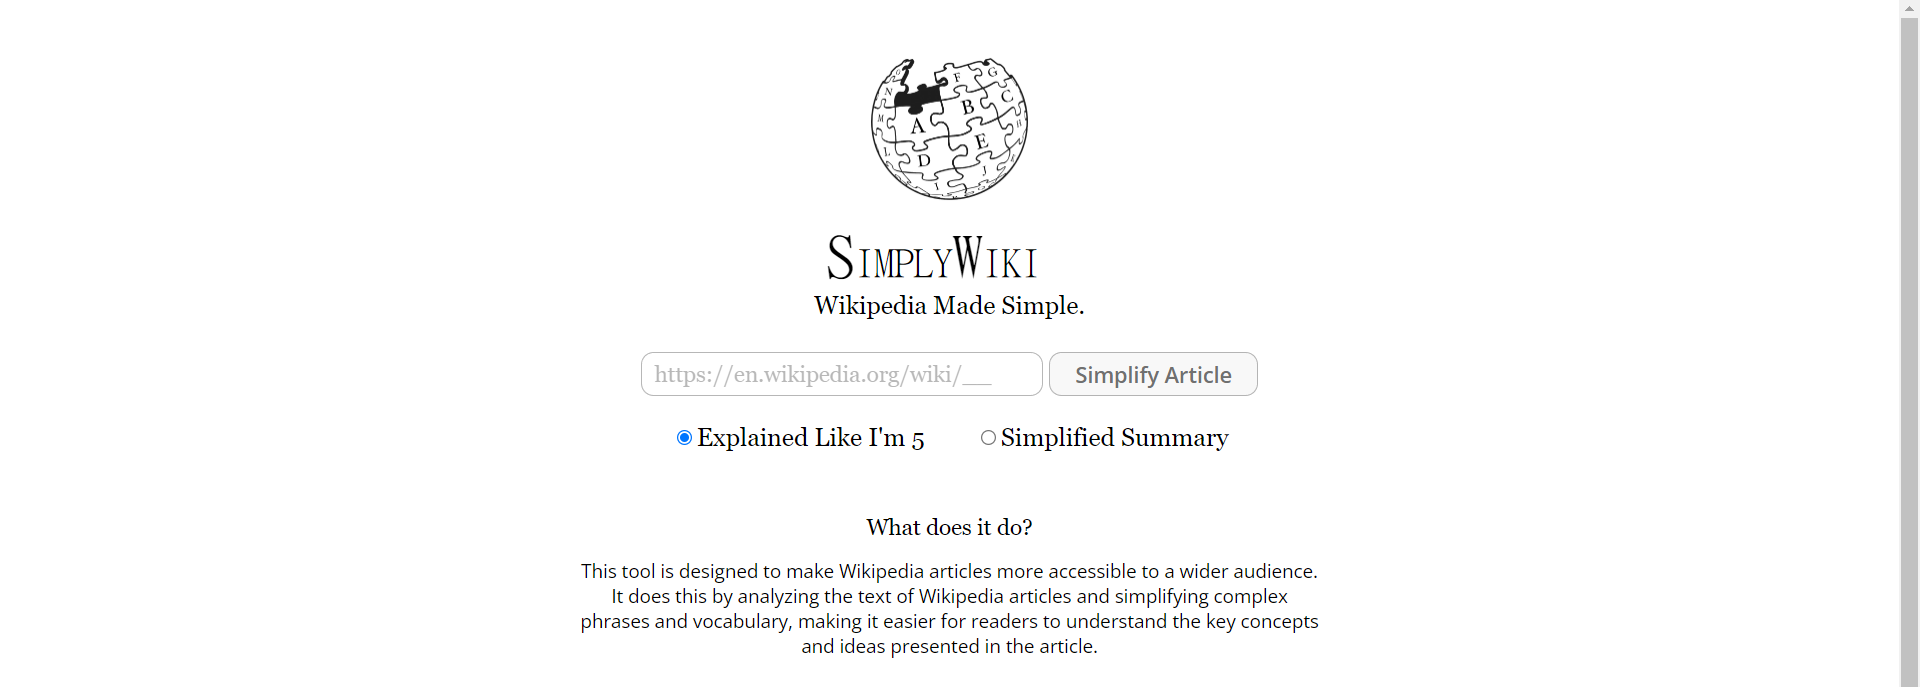 N O F G
M A B C H
L D E
I J
SimplyWiki
Wikipedia Made Simple.
https://en.wikipedia.org/wiki/__ Simplify Article
Explained Like I'm 5 Simplified Summary
What does it do?
This tool is designed to make Wikipedia articles more accessible to a wider audience.
It does this by analyzing the text of Wikipedia articles and simplifying complex
phrases and vocabulary, making it easier for readers to understand the key concepts
and ideas presented in the article.